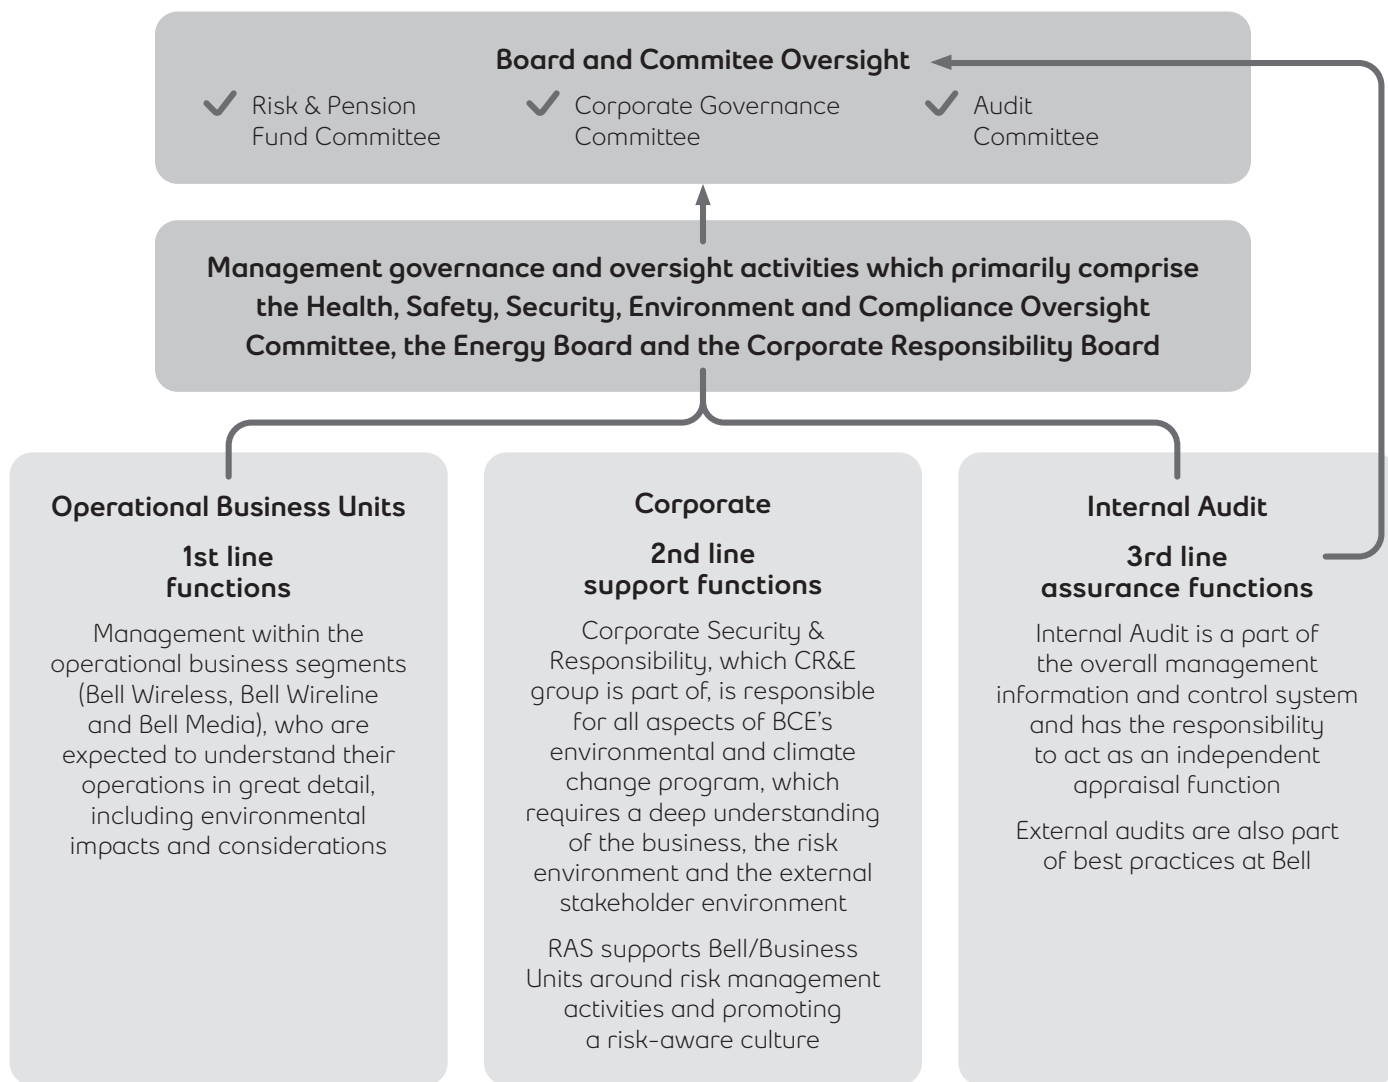 Board and Commitee Oversight
Risk & Pension
Fund Committee
Corporate Governance
Committee
Audit
Committee
Management governance and oversight activities which primarily comprise
the Health, Safety, Security, Environment and Compliance Oversight
Committee, the Energy Board and the Corporate Responsibility Board
Operational Business Units
1st line
functions
Management within the
operational business segments
(Bell Wireless, Bell Wireline
and Bell Media), who are
expected to understand their
operations in great detail,
including environmental
impacts and considerations
Corporate
2nd line
support functions
Corporate Security &
Responsibility, which CR&E
group is part of, is responsible
for all aspects of BCE’s
environmental and climate
change program, which
requires a deep understanding
of the business, the risk
environment and the external
stakeholder environment
RAS supports Bell/Business
Units around risk management
activities and promoting
a risk-aware culture
Internal Audit
3rd line
assurance functions
Internal Audit is a part of
the overall management
information and control system
and has the responsibility
to act as an independent
appraisal function
External audits are also part
of best practices at Bell